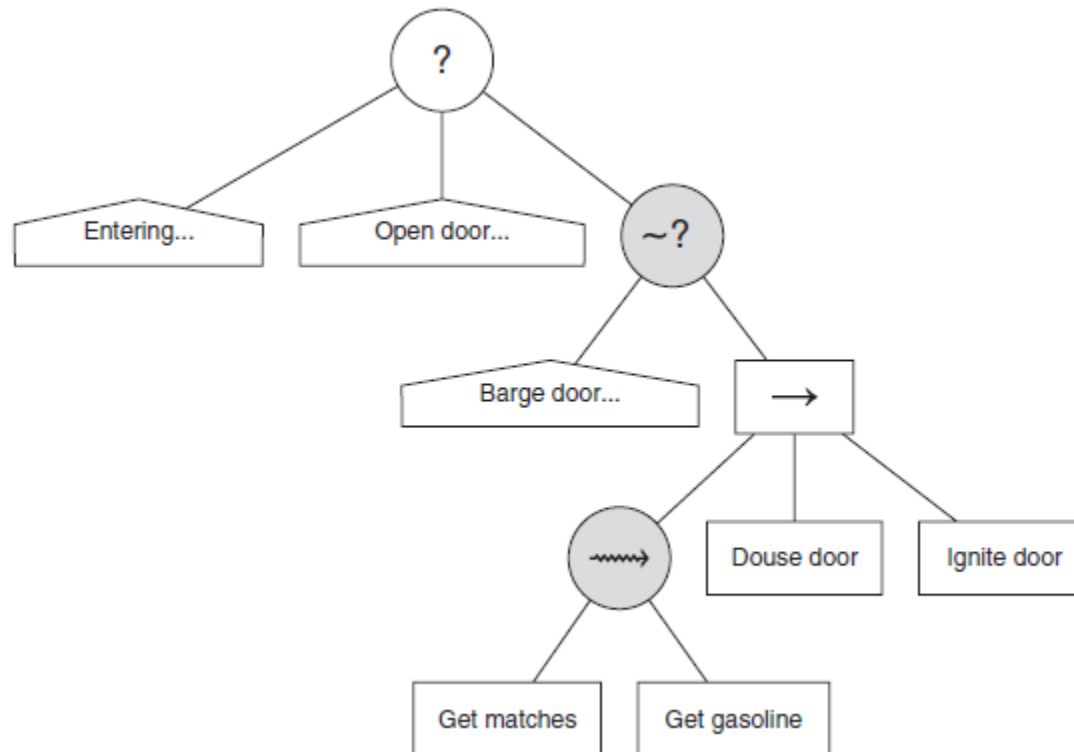 ?
Entering...
Open door...
~?
Barge door...
→
Douse door
Ignite door
Get matches
Get gasoline